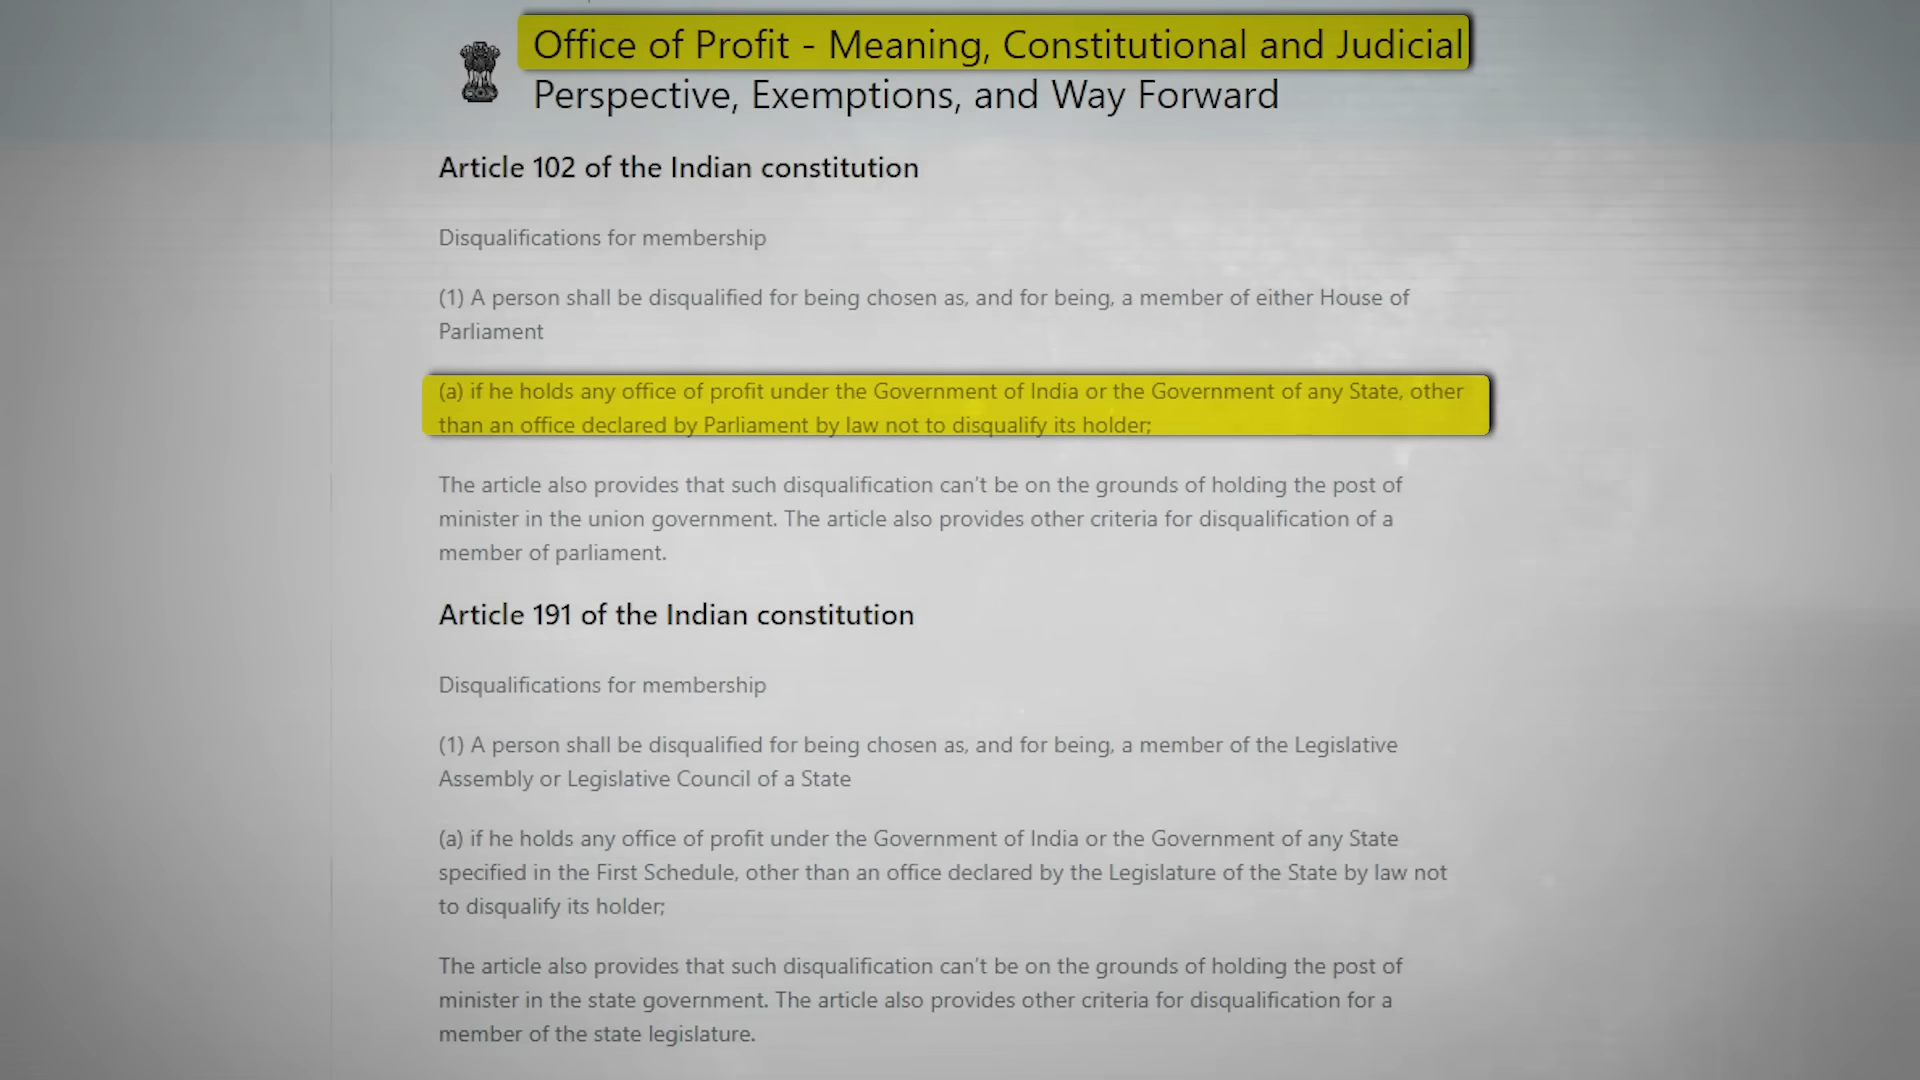 Office of Profit - Meaning, Constitutional and Judicial
Perspective, Exemptions, and Way Forward
Article 102 of the Indian constitution
Disqualifications for membership
(1) A person shall be disqualified for being chosen as, and for being, a member of either House of
Parliament
(a) if he holds any office of profit under the Government of India or the Government of any State, other
than an office declared by Parliament by law not to disqualify its holder;
The article also provides that such disqualification can't be on the grounds of holding the post of
minister in the union government. The article also provides other criteria for disqualification of a
member of parliament.
Article 191 of the Indian constitution
Disqualifications for membership
(1) A person shall be disqualified for being chosen as, and for being, a member of the Legislative
Assembly or Legislative Council of a State
(a) if he holds any office of profit under the Government of India or the Government of any State
specified in the First Schedule, other than an office declared by the Legislature of the State by law not
to disqualify its holder;
The article also provides that such disqualification can't be on the grounds of holding the post of
minister in the state government. The article also provides other criteria for disqualification for a
member of the state legislature.